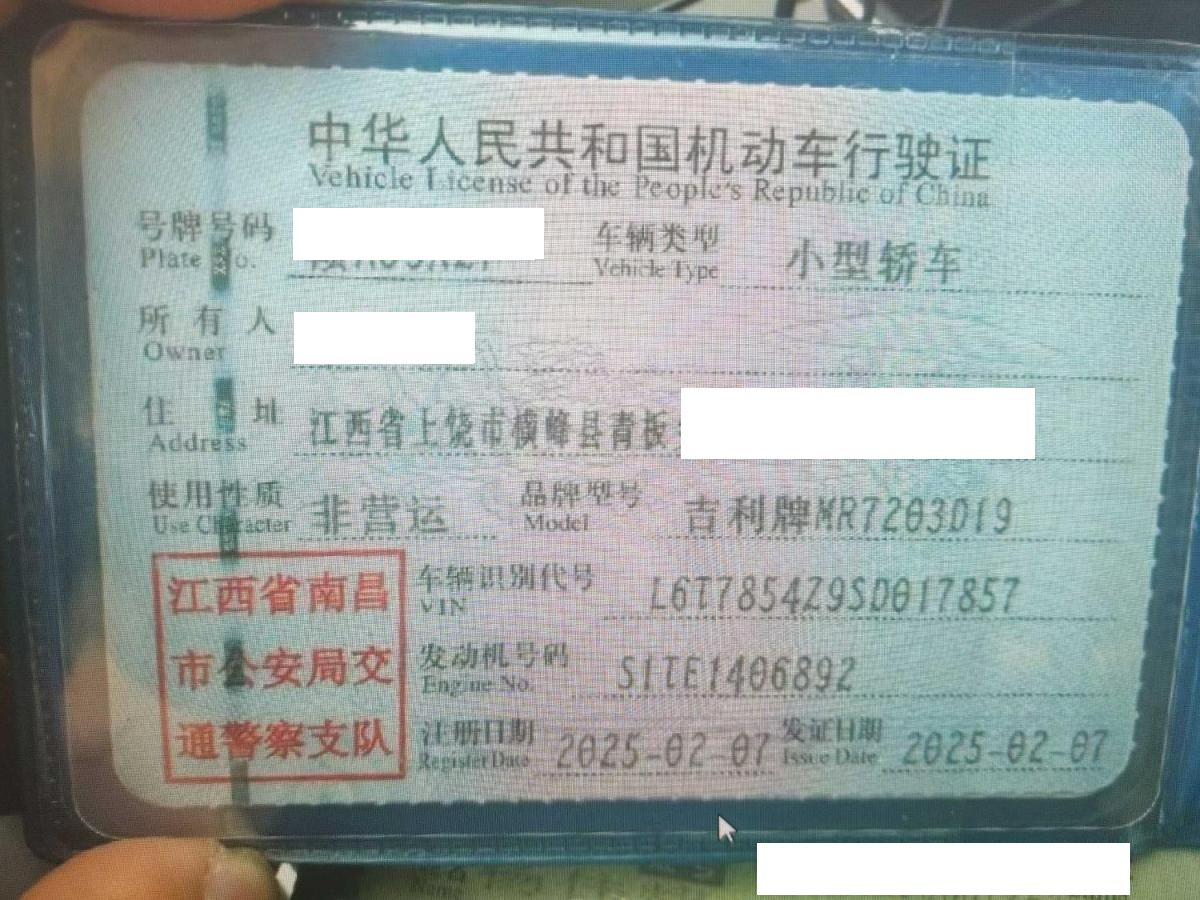 中华人民共和国机动车行驶证
Vehicle License of the People's Republic of China
号牌号码 车辆类型 小型轿车
Plate No. Vehicle Type
所有人
Owner
住址 江西省上饶市横峰县青板
Address
使用性质 非营运 品牌型号 吉利牌MR7203D19
Use Character Model
车辆识别代号 L6T7854Z9SD017857
VIN
发动机号码 S1TE1406892
Engine No.
注册日期 2025-02-07 发证日期 2025-02-07
Register Date Issue Date
江西省南昌
市公安局交
通警察支队